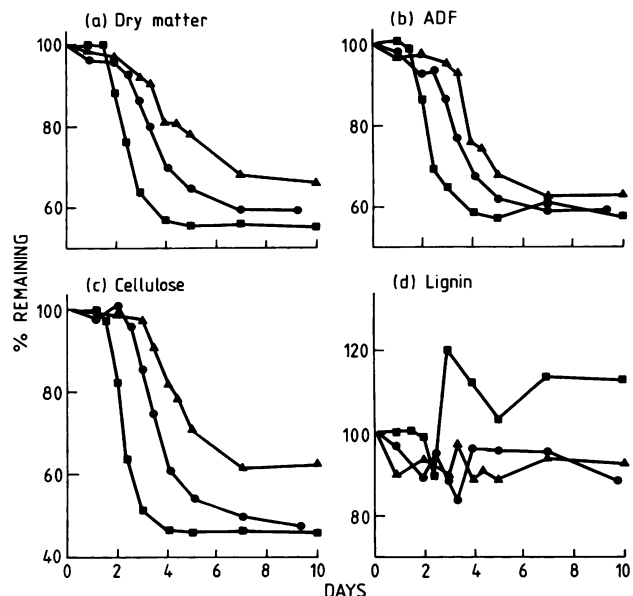 (a) Dry matter
(b) ADF
100
80
60
100
80
60
(c) Cellulose
(d) Lignin
% REMAINING
100
80
60
40
120
100
80
0 2 4 6 8 10
0 2 4 6 8 10
DAYS